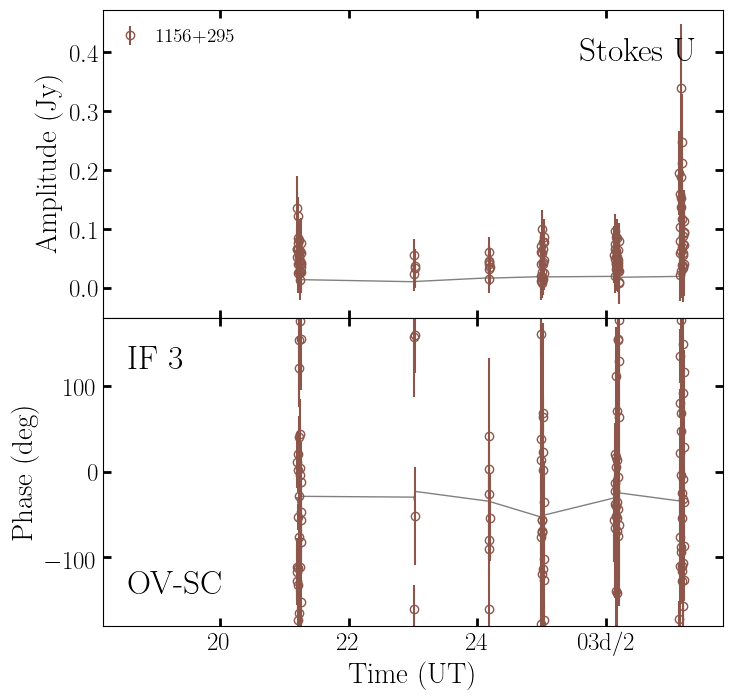 1156+295
Stokes U
Amplitude (Jy)
0.4
0.3
0.2
0.1
0.0
IF 3
OV-SC
Phase (deg)
100
0
−100
20
22
24
03d/2
Time (UT)